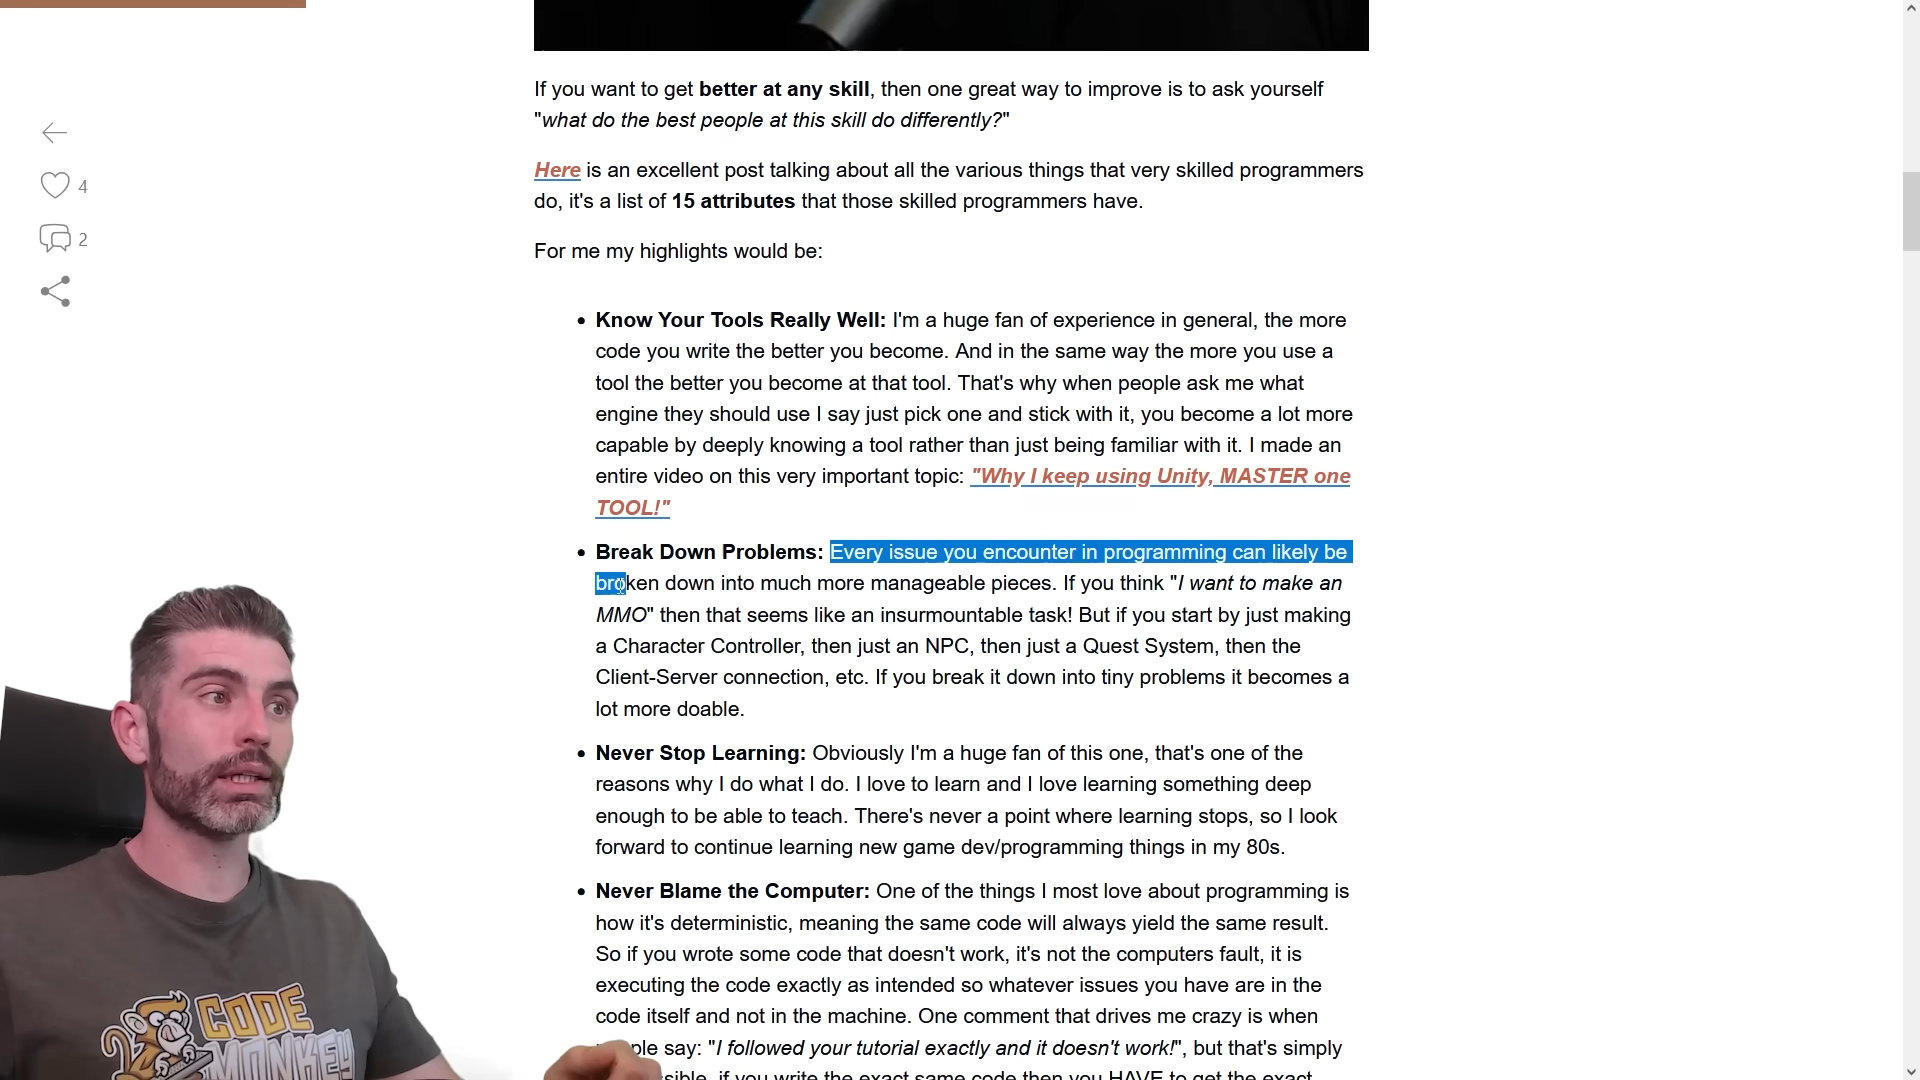 If you want to get better at any skill, then one great way to improve is to ask yourself
"what do the best people at this skill do differently?"
4
Here is an excellent post talking about all the various things that very skilled programmers
do, it's a list of 15 attributes that those skilled programmers have.
2
For me my highlights would be:
• Know Your Tools Really Well: I'm a huge fan of experience in general, the more
code you write the better you become. And in the same way the more you use a
tool the better you become at that tool. That's why when people ask me what
engine they should use I say just pick one and stick with it, you become a lot more
capable by deeply knowing a tool rather than just being familiar with it. I made an
entire video on this very important topic: "Why I keep using Unity, MASTER one
TOOL!"
• Break Down Problems: Every issue you encounter in programming can likely be
broken down into much more manageable pieces. If you think "I want to make an
MMO" then that seems like an insurmountable task! But if you start by just making
a Character Controller, then just an NPC, then just a Quest System, then the
Client-Server connection, etc. If you break it down into tiny problems it becomes a
lot more doable.
• Never Stop Learning: Obviously I'm a huge fan of this one, that's one of the
reasons why I do what I do. I love to learn and I love learning something deep
enough to be able to teach. There's never a point where learning stops, so I look
forward to continue learning new game dev/programming things in my 80s.
• Never Blame the Computer: One of the things I most love about programming is
how it's deterministic, meaning the same code will always yield the same result.
So if you wrote some code that doesn't work, it's not the computers fault, it is
executing the code exactly as intended so whatever issues you have are in the
code itself and not in the machine. One comment that drives me crazy is when
say: "I followed your tutorial exactly and it doesn't work!", but that's simply
if you write the exact same code then you HAVE to get the exact
CODE
MONKEY